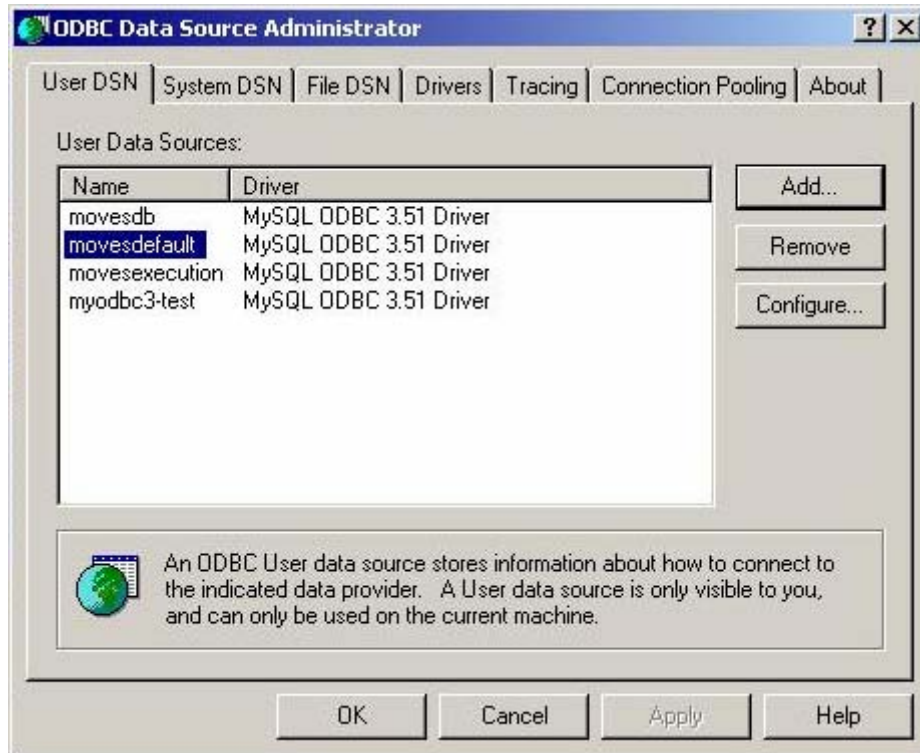 ODBC Data Source Administrator
User DSN System DSN File DSN Drivers Tracing Connection Pooling About
User Data Sources:
Name Driver
movesdb MySQL ODBC 3.51 Driver
movesdefault MySQL ODBC 3.51 Driver
movesexecution MySQL ODBC 3.51 Driver
myodbc3-test MySQL ODBC 3.51 Driver
Add...
Remove
Configure...
An ODBC User data source stores information about how to connect to
the indicated data provider. A User data source is only visible to you,
and can only be used on the current machine.
OK Cancel Apply Help